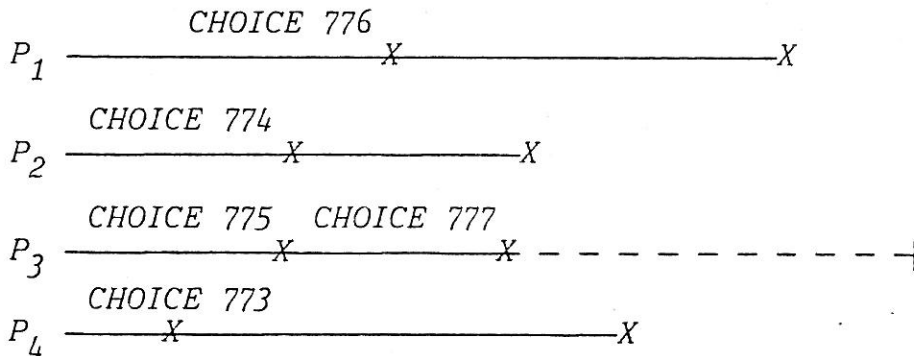 CHOICE 776
P1 X X
CHOICE 774
P2 X X
CHOICE 775 CHOICE 777
P3 X X
CHOICE 773
P4 X X